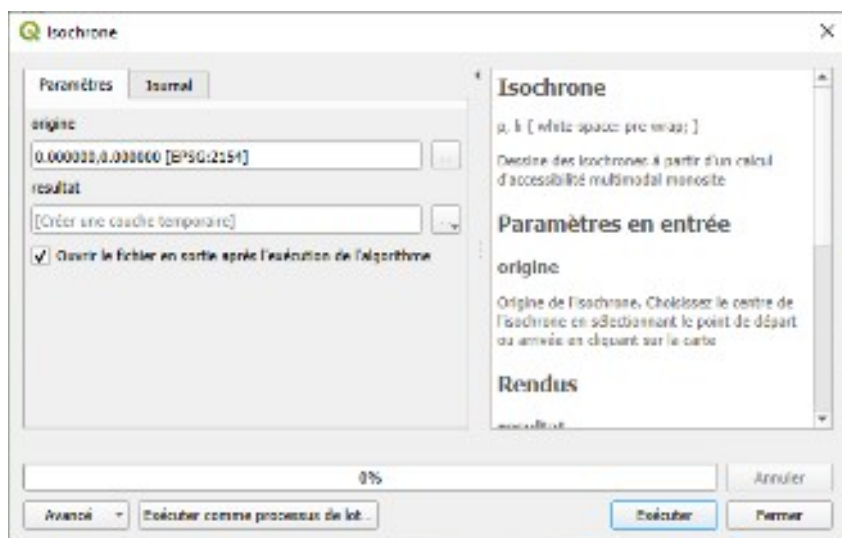 Isochrone
Paramètres
Journal
origine
0.000000,0.000000 [EPSG:2154]
...
resultat
[Créer une couche temporaire]
...
Ouvrir le fichier en sortie après l'exécution de l'algorithme
Isochrone
p, li { white-space: pre-wrap; }
Dessine des isochrones à partir d'un calcul
d'accessibilité multimodal monosite
Paramètres en entrée
origine
Origine de l'isochrone. Choisissez le centre de
l'isochrone en sélectionnant le point de départ
ou arrivée en cliquant sur la carte
Rendus
resultat
0%
Annuler
Avancé
Exécuter comme processus de lot...
Exécuter
Fermer